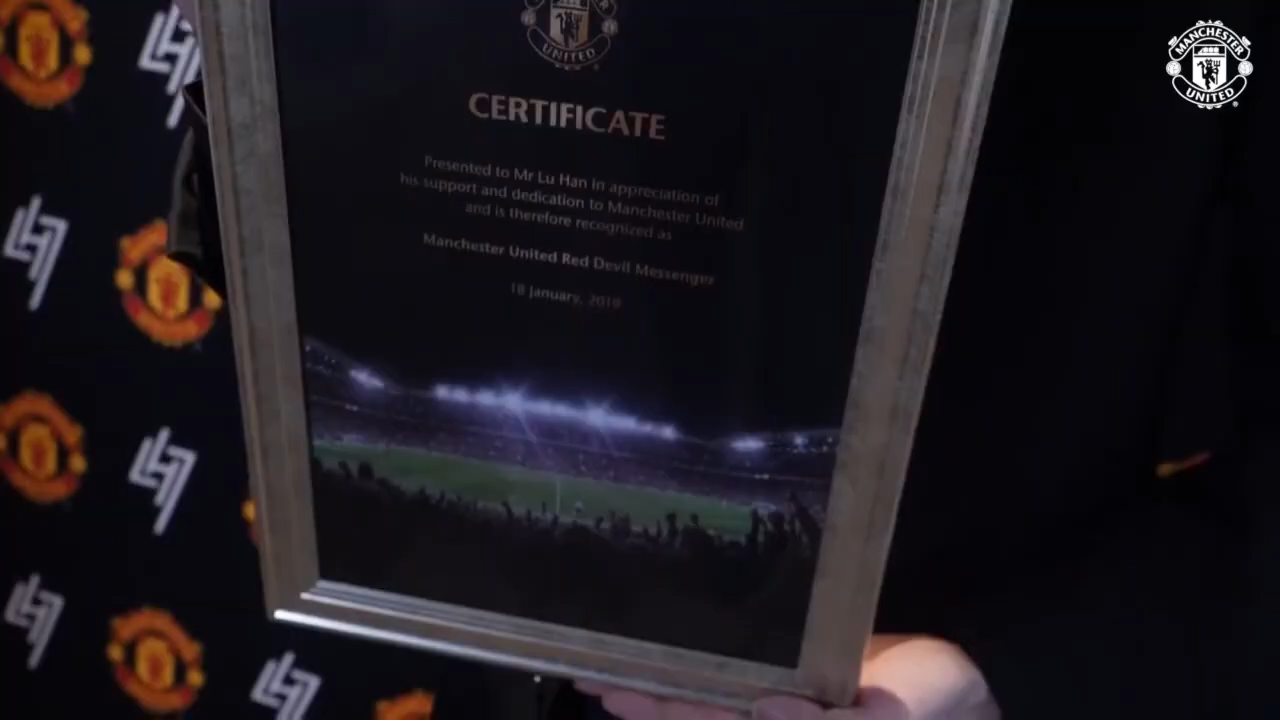 MANCHESTER
UNITED
UNITED
CERTIFICATE
Presented to Mr Lu Han in appreciation of
his support and dedication to Manchester United
and is therefore recognized as
Manchester United Red Devil Messenger
18 January, 2018